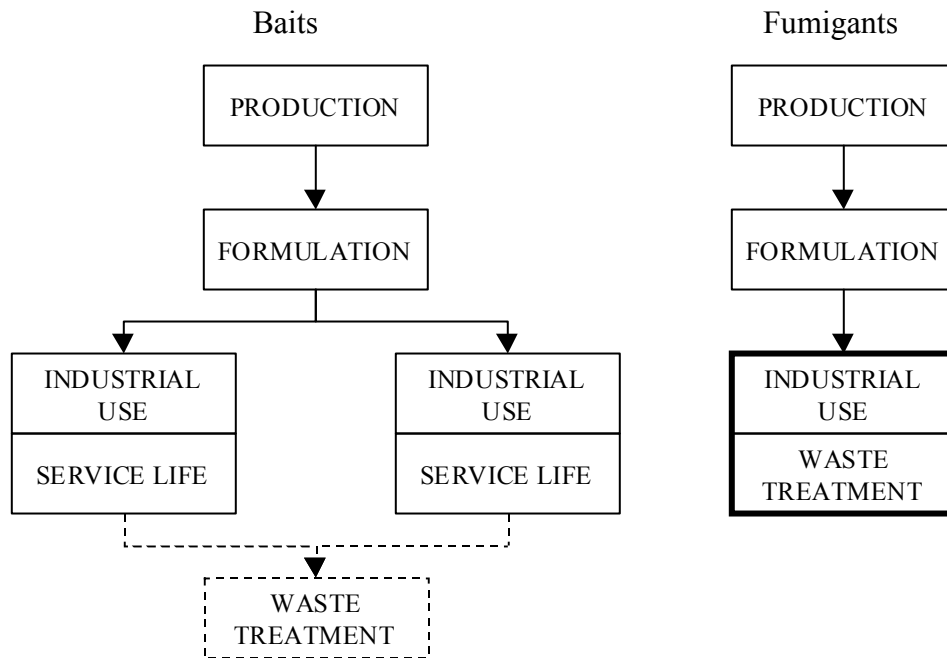 Baits
PRODUCTION
FORMULATION
INDUSTRIAL
USE
SERVICE LIFE
INDUSTRIAL
USE
SERVICE LIFE
WASTE
TREATMENT
Fumigants
PRODUCTION
FORMULATION
INDUSTRIAL
USE
WASTE
TREATMENT